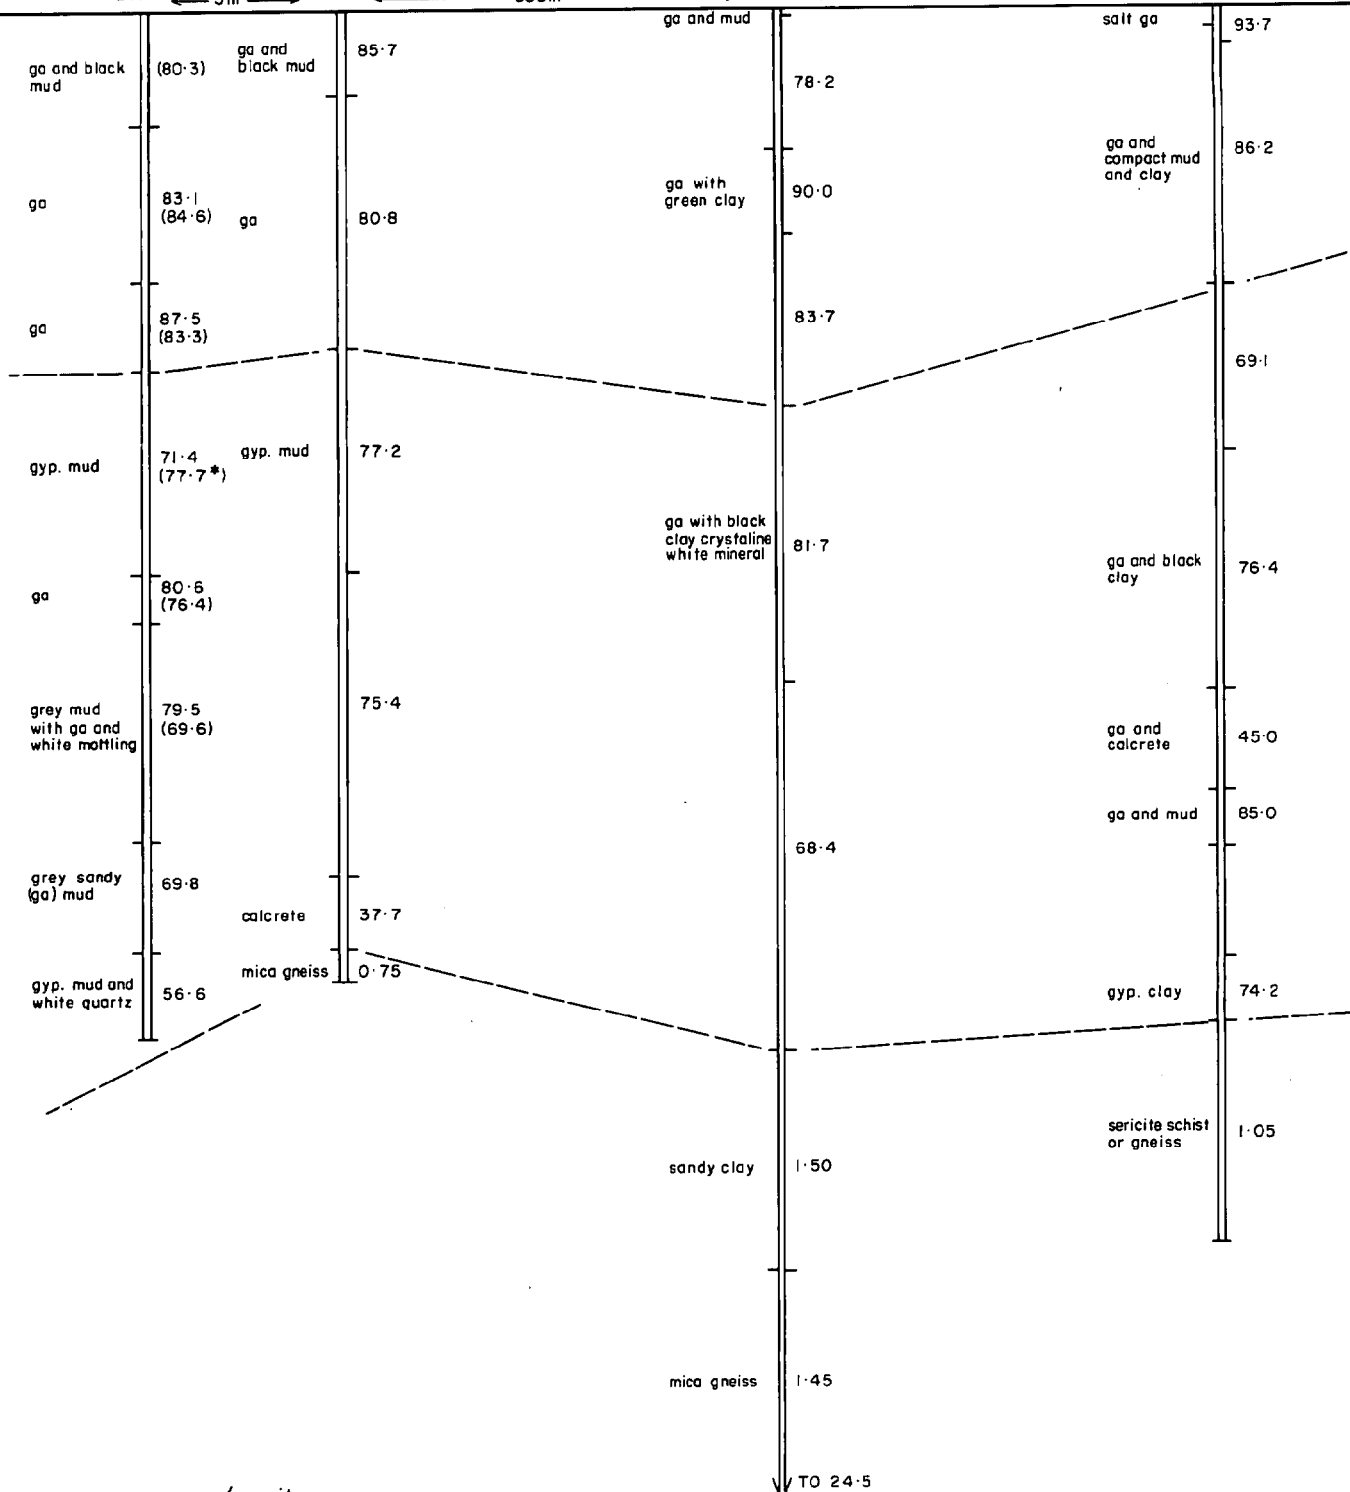 5m
ga and black
mud
(80·3)
ga
83·1
(84·6)
ga
87·5
(83·3)
gyp. mud
71·4
(77·7*)
ga
80·6
(76·4)
grey mud
with ga and
white mottling
79·5
(69·6)
grey sandy
(ga) mud
69·8
gyp. mud and
white quartz
56·6
ga and
black mud
85·7
ga
80·8
gyp. mud
77·2
75·4
calcrete
37·7
mica gneiss
0·75
ga and mud
78·2
ga with
green clay
90·0
83·7
ga with black
clay crystaline
white mineral
81·7
68·4
sandy clay
1·50
mica gneiss
1·45
TO 24·5
salt ga
93·7
ga and
compact mud
and clay
86·2
69·1
ga and black
clay
76·4
ga and
calcrete
45·0
ga and mud
85·0
gyp. clay
74·2
sericite schist
or gneiss
1·05